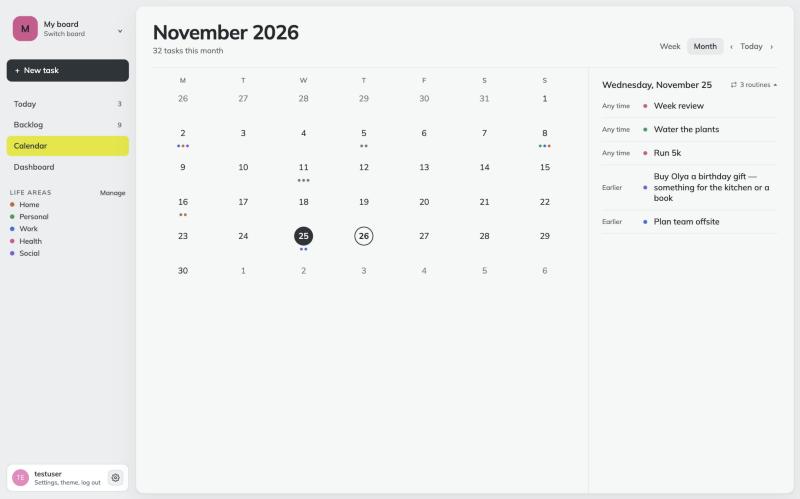 M
My board
Switch board
+ New task
Today 3
Backlog 9
Calendar
Dashboard
LIFE AREAS Manage
Home
Personal
Work
Health
Social
TE
testuser
Settings, theme, log out
November 2026
32 tasks this month
Week Month ‹ Today ›
M T W T F S S
26 27 28 29 30 31 1
2 3 4 5 6 7 8
9 10 11 12 13 14 15
16 17 18 19 20 21 22
23 24 25 26 27 28 29
30 1 2 3 4 5 6
Wednesday, November 25 3 routines
Any time Week review
Any time Water the plants
Any time Run 5k
Buy Olya a birthday gift —
Earlier something for the kitchen or a
book
Earlier Plan team offsite